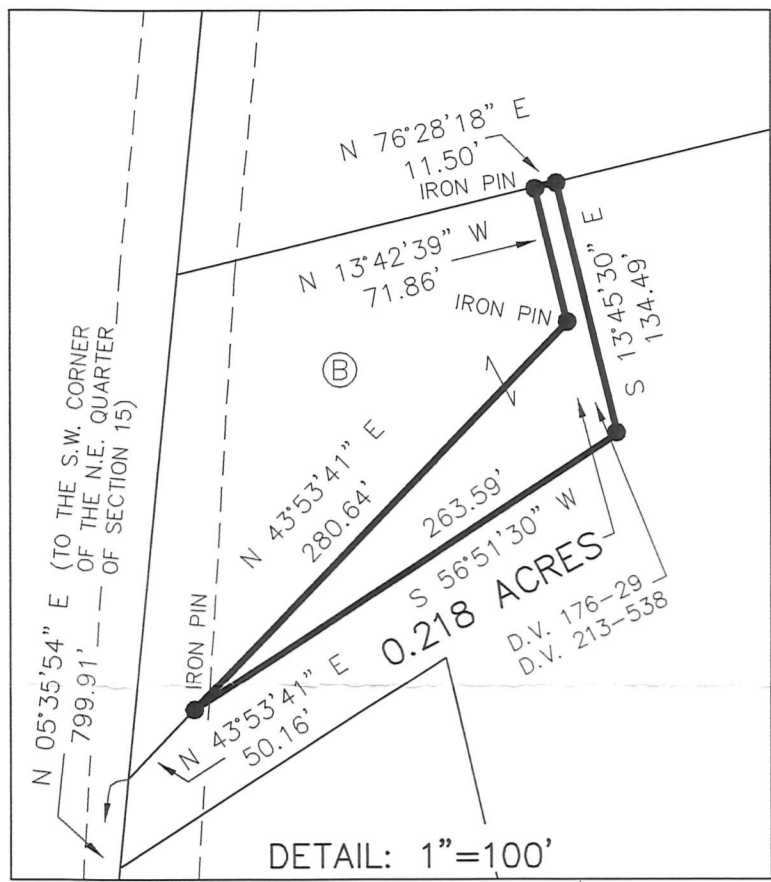 N 76°28'18" E
11.50'
IRON PIN
N 13°42'39" W
71.86'
IRON PIN
S 13°45'30" E
134.49'
B
N 05°35'54" E (TO THE S.W. CORNER
OF THE N.E. QUARTER
OF SECTION 15)
799.91'
N 43°53'41" E
280.64'
263.59'
S 56°51'30" W
0.218 ACRES
D.V. 176-29
D.V. 213-538
IRON PIN
N 43°53'41" E
50.16'
DETAIL: 1"=100'